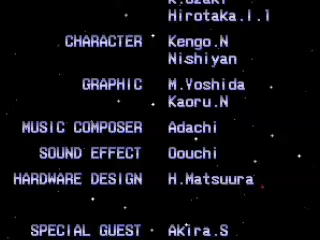 Hirotaka.I.I
CHARACTER Kengo.N
Nishiyan
GRAPHIC M.Yoshida
Kaoru.N
MUSIC COMPOSER Adachi
SOUND EFFECT Oouchi
HARDWARE DESIGN H.Matsuura
SPECIAL GUEST Akira.S